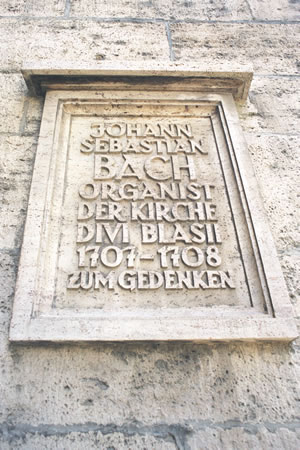 JOHANN
SEBASTIAN
BACH
ORGANIST
DER KIRCHE
DIVI BLASII
1707-1708
ZUM GEDENKEN